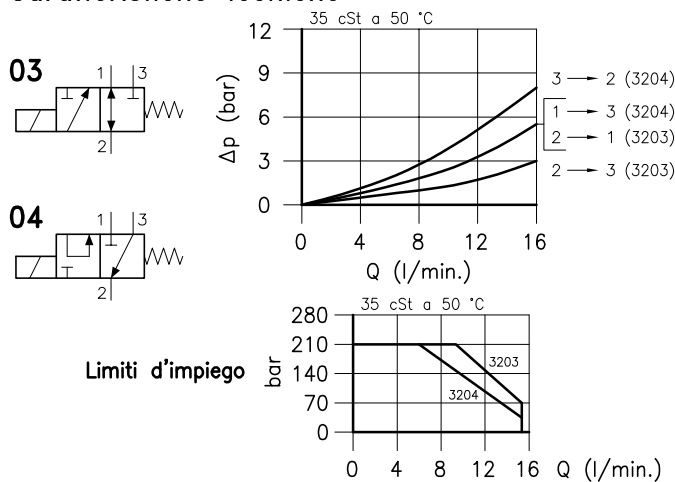 35 cSt a 50 °C
03
1 3
2
04
1 3
2
Δp (bar)
12
9
6
3
0
0 4 8 12 16
Q (l/min.)
3 → 2 (3204)
1 → 3 (3204)
2 → 1 (3203)
2 → 3 (3203)
35 cSt a 50 °C
Limiti d'impiego
bar
280
210
140
70
0
3203
3204
0 4 8 12 16 Q (l/min.)